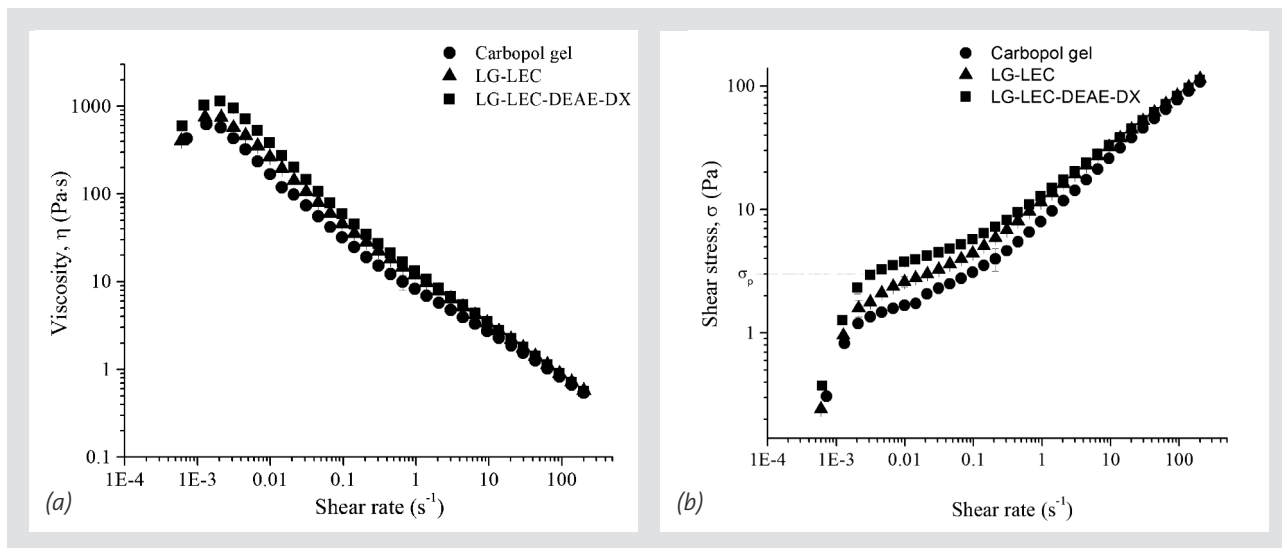 Carbopol gel
LG-LEC
LG-LEC-DEAE-DX
1000
100
10
1
0.1
Viscosity, η (Pa·s)
1E-4 1E-3 0.01 0.1 1 10 100
Shear rate (s⁻¹)
(a)
Carbopol gel
LG-LEC
LG-LEC-DEAE-DX
100
10
σₚ
1
Shear stress, σ (Pa)
1E-4 1E-3 0.01 0.1 1 10 100
Shear rate (s⁻¹)
(b)